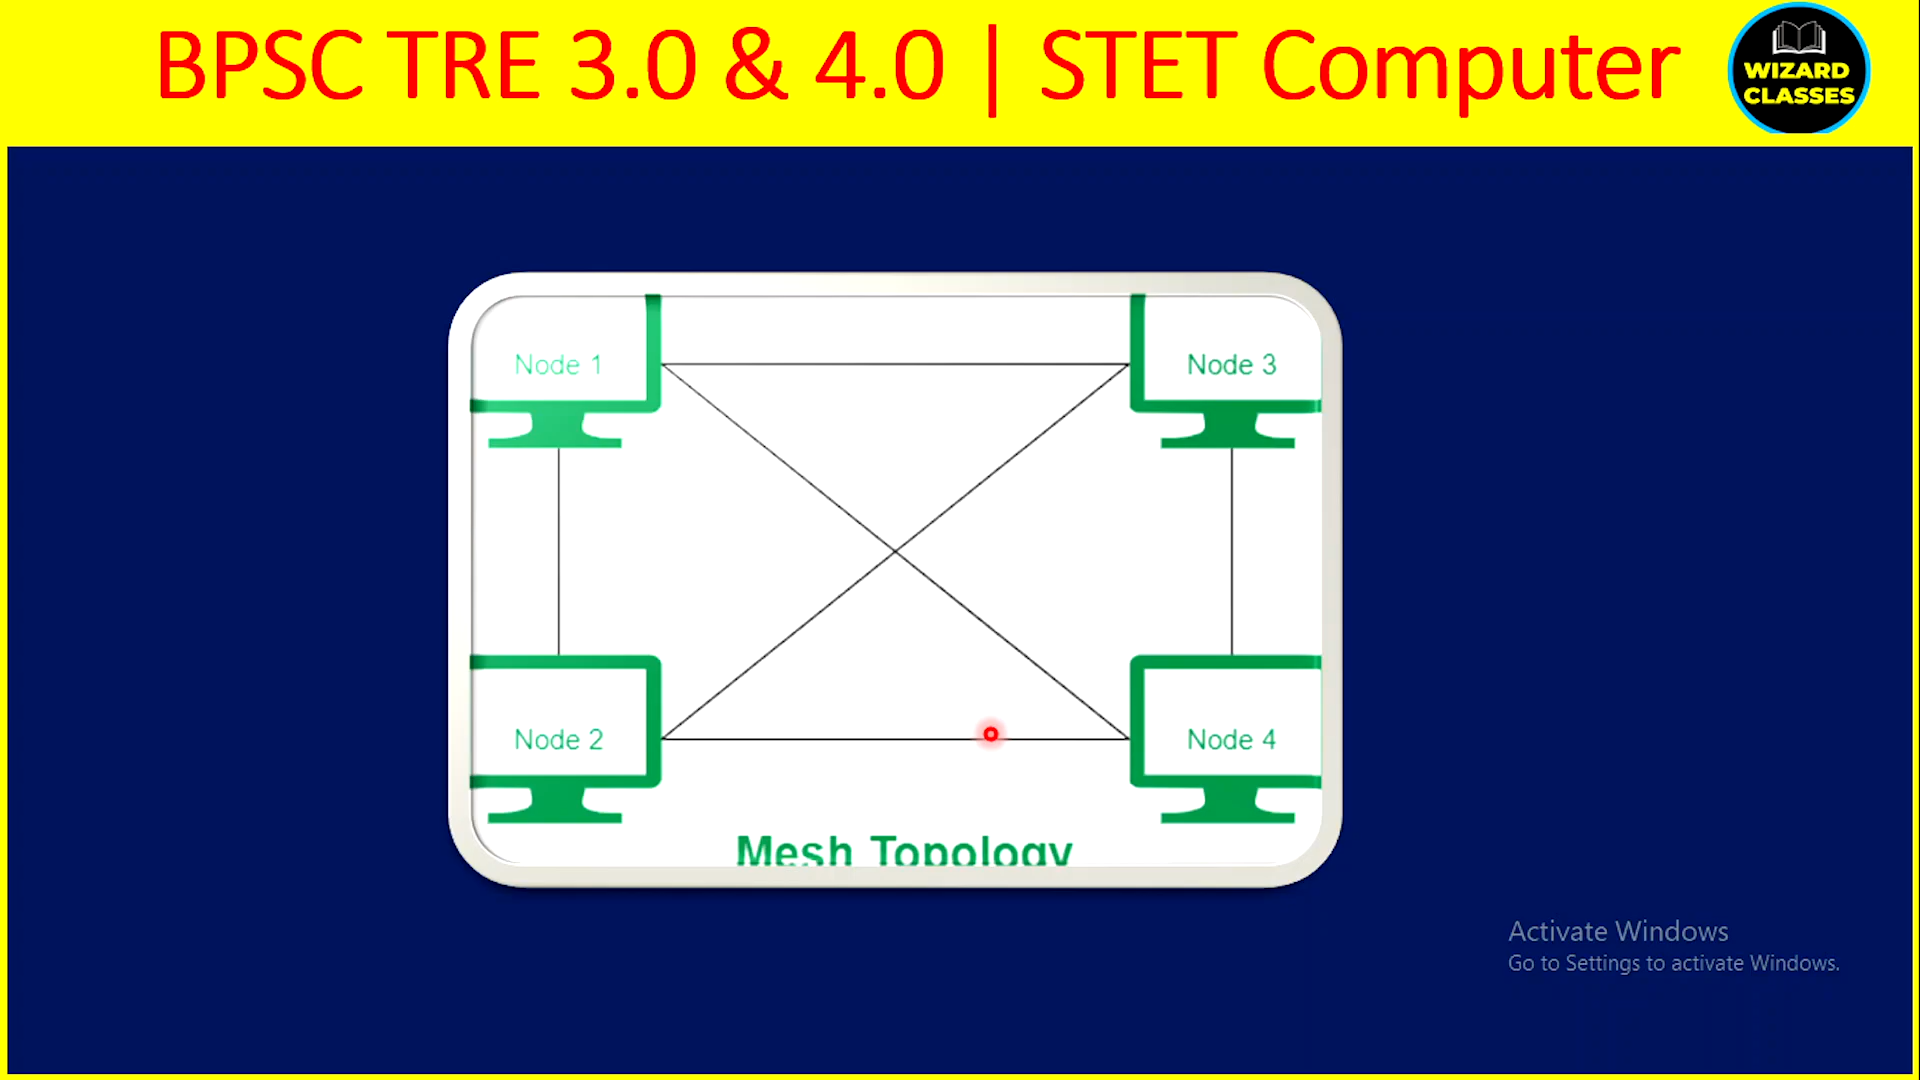 BPSC TRE 3.0 & 4.0 | STET Computer
WIZARD
CLASSES
Node 1
Node 3
Node 2
Node 4
Mesh Topology
Activate Windows
Go to Settings to activate Windows.